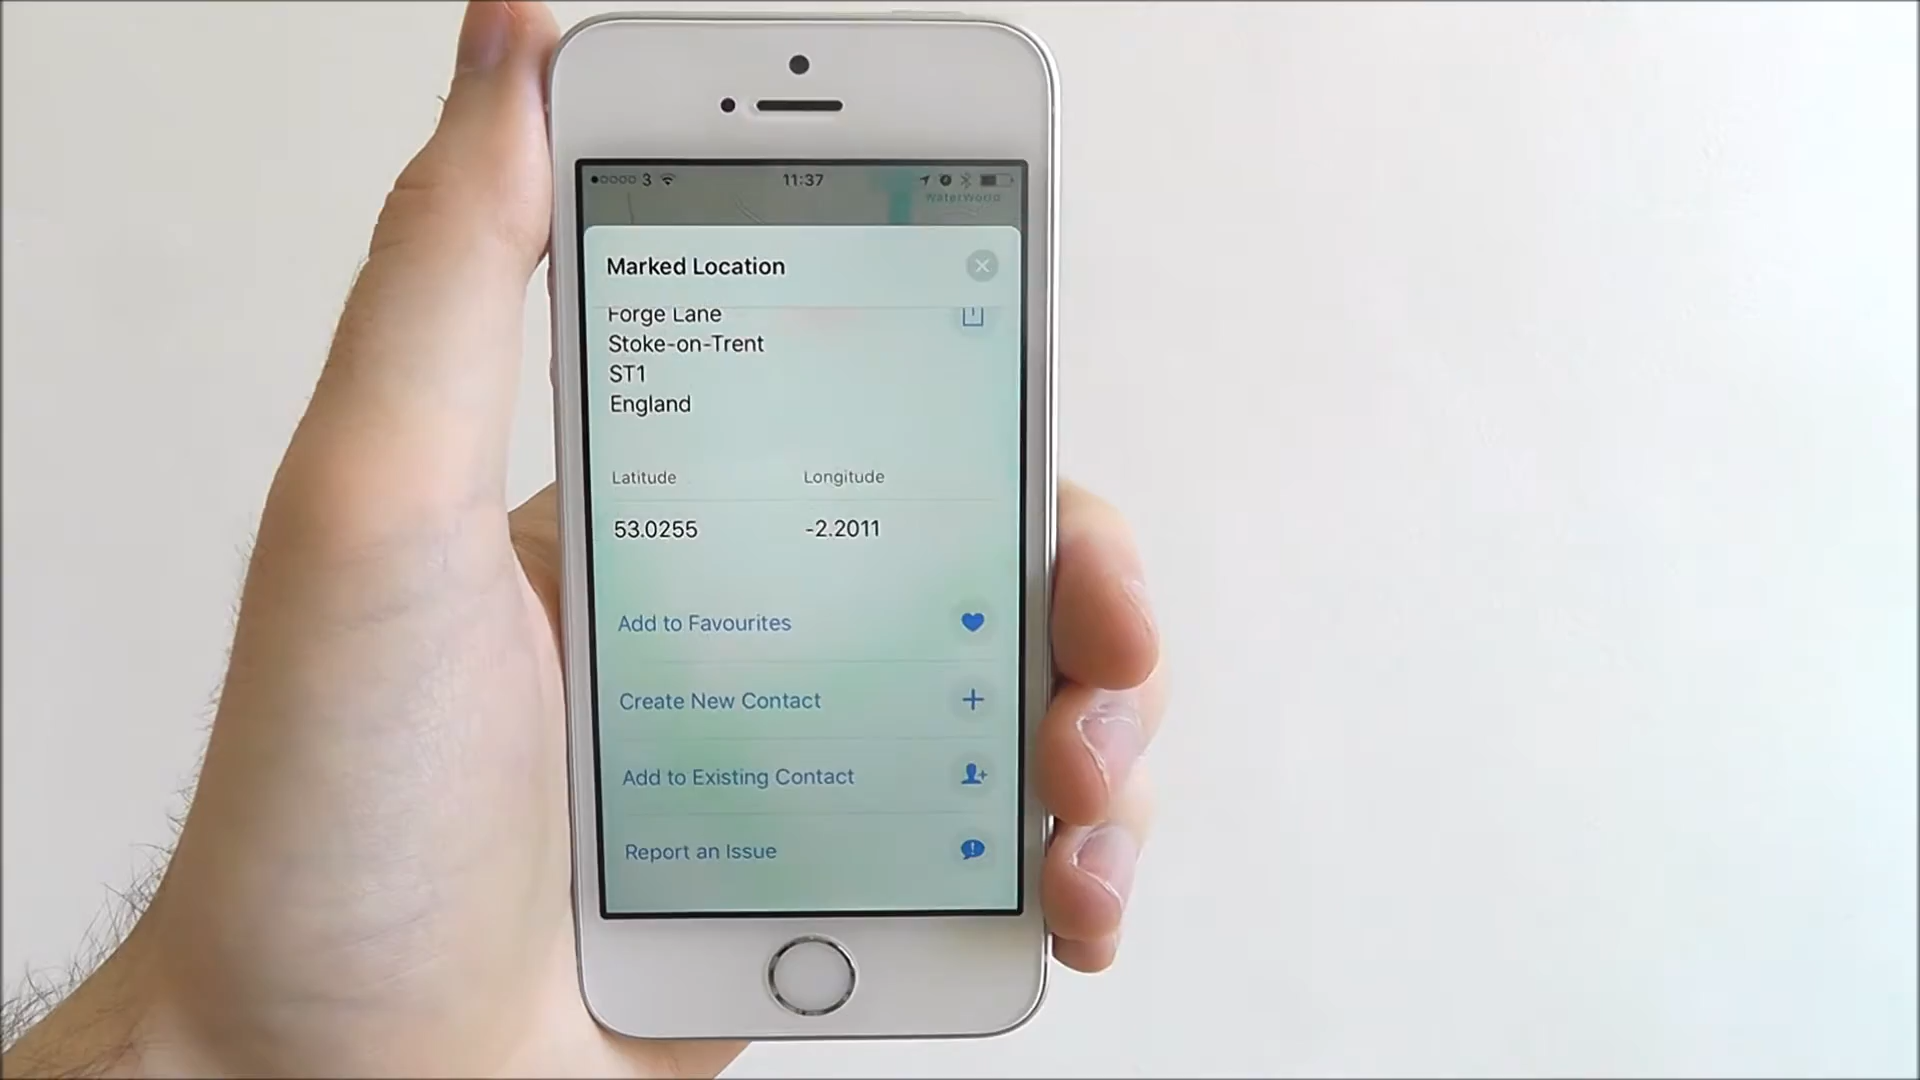 3 11:37
WaterWorld
Marked Location
Forge Lane
Stoke-on-Trent
ST1
England
Latitude Longitude
53.0255 -2.2011
Add to Favourites
Create New Contact
Add to Existing Contact
Report an Issue